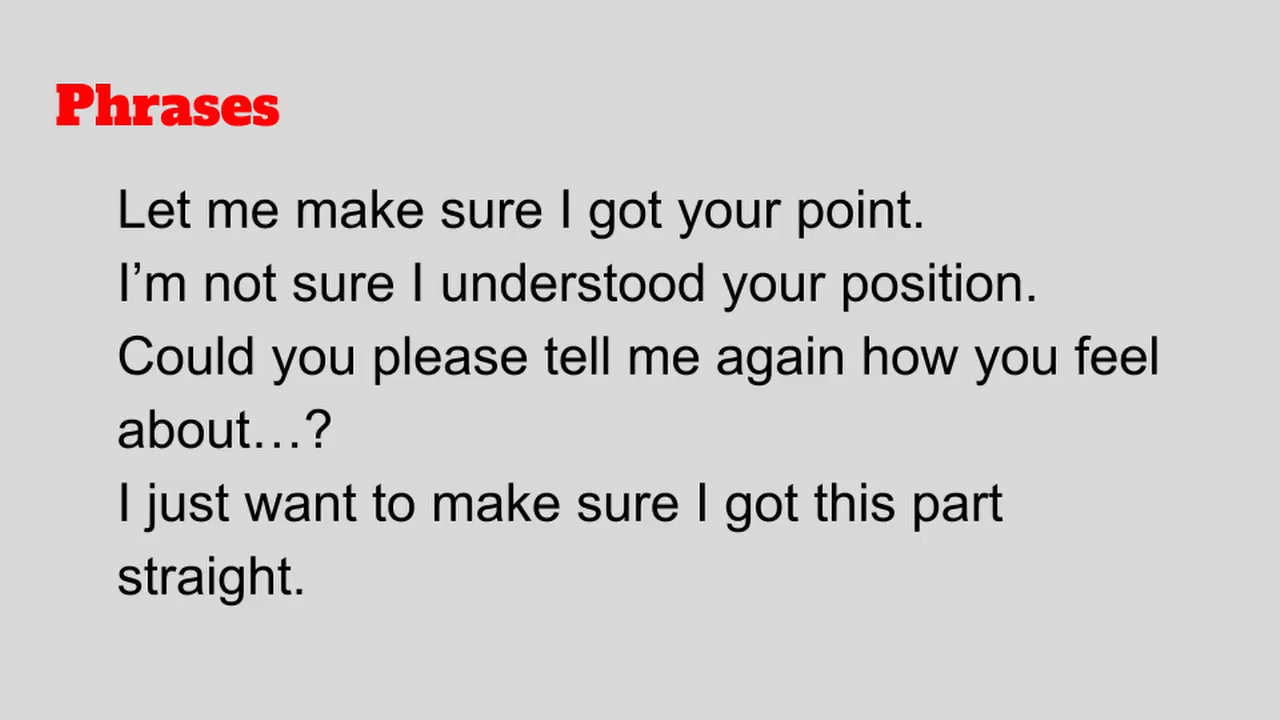 Phrases
Let me make sure I got your point.
I’m not sure I understood your position.
Could you please tell me again how you feel
about…?
I just want to make sure I got this part
straight.